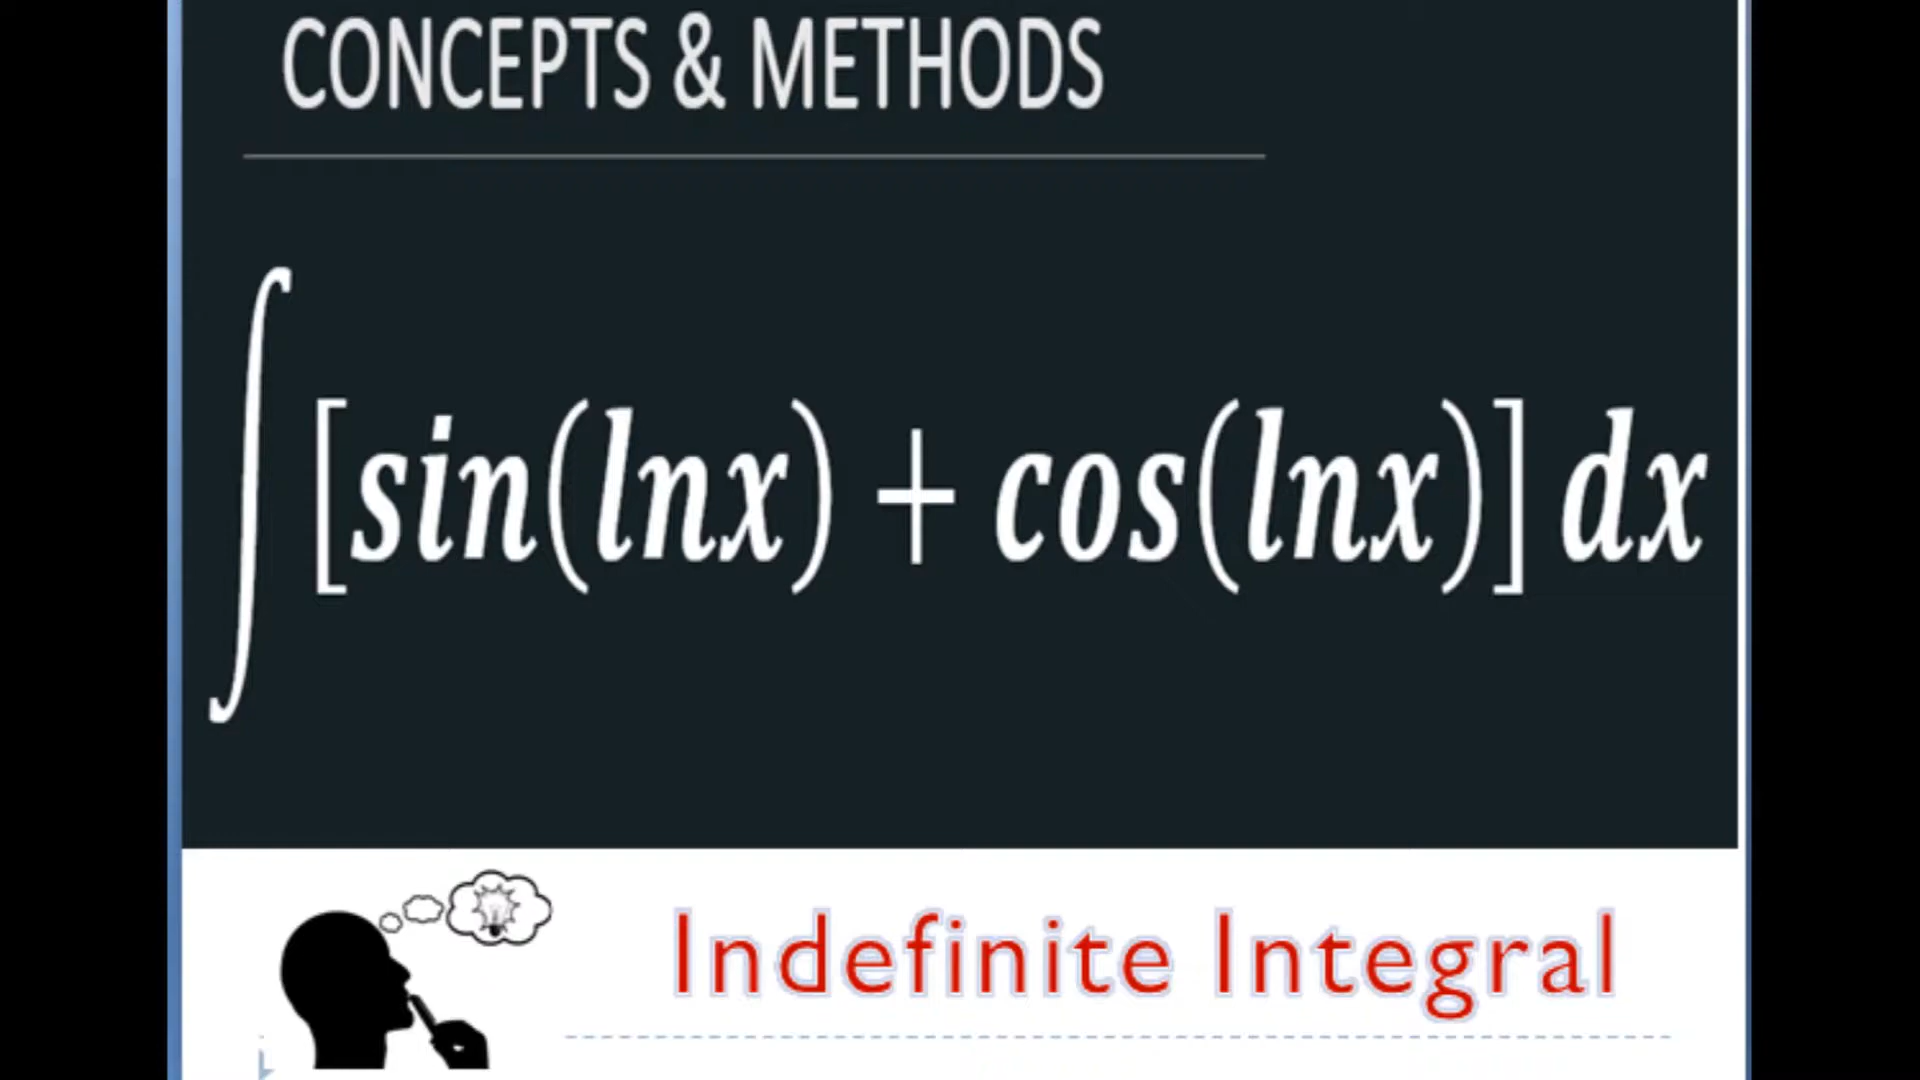 CONCEPTS & METHODS
∫ [sin(lnx) + cos(lnx)] dx
Indefinite Integral